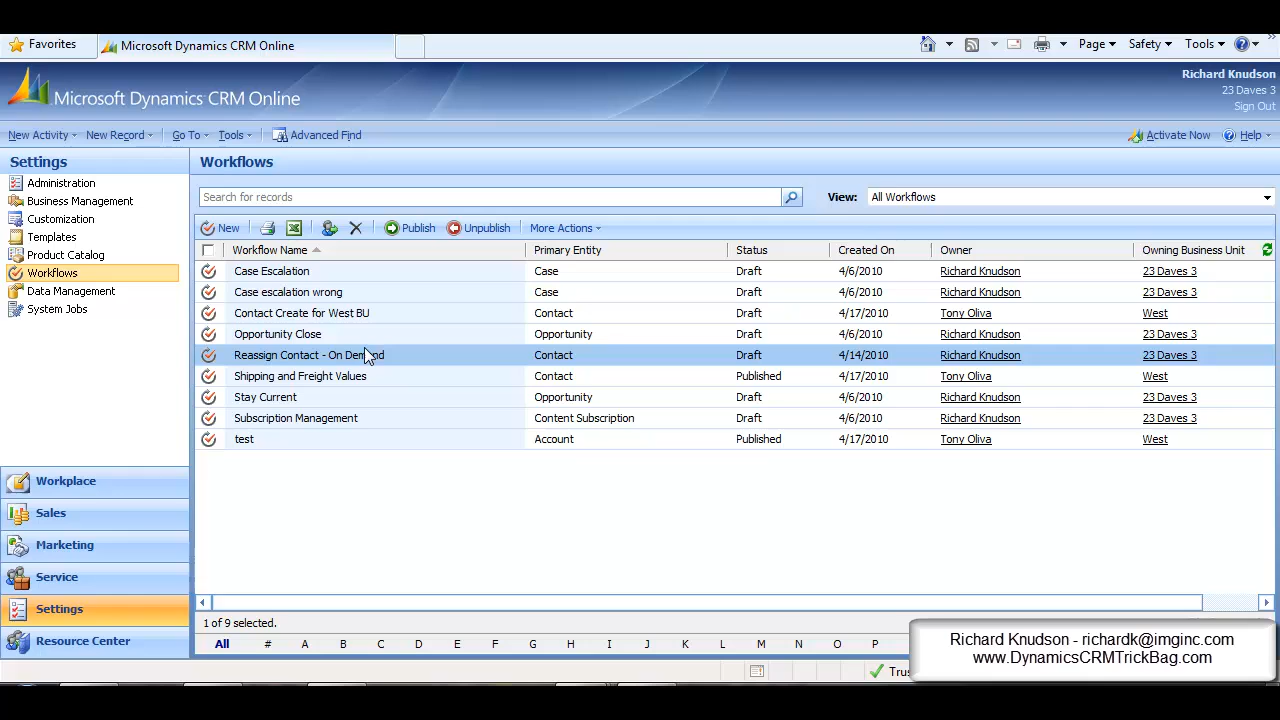 Favorites
Microsoft Dynamics CRM Online
Page
Safety
Tools
Microsoft Dynamics CRM Online
Richard Knudson
23 Daves 3
Sign Out
New Activity
New Record
Go To
Tools
Advanced Find
Activate Now
Help
Settings
Administration
Business Management
Customization
Templates
Product Catalog
Workflows
Data Management
System Jobs
Workplace
Sales
Marketing
Service
Settings
Resource Center
Workflows
Search for records
View: All Workflows
New
Publish
Unpublish
More Actions
Workflow Name Primary Entity Status Created On Owner Owning Business Unit
Case Escalation Case Draft 4/6/2010 Richard Knudson 23 Daves 3
Case escalation wrong Case Draft 4/6/2010 Richard Knudson 23 Daves 3
Contact Create for West BU Contact Draft 4/17/2010 Tony Oliva West
Opportunity Close Opportunity Draft 4/6/2010 Richard Knudson 23 Daves 3
Reassign Contact - On Demand Contact Draft 4/14/2010 Richard Knudson 23 Daves 3
Shipping and Freight Values Contact Published 4/17/2010 Tony Oliva West
Stay Current Opportunity Draft 4/6/2010 Richard Knudson 23 Daves 3
Subscription Management Content Subscription Draft 4/6/2010 Richard Knudson 23 Daves 3
test Account Published 4/17/2010 Tony Oliva West
1 of 9 selected.
All # A B C D E F G H I J K L M N O P
Richard Knudson - richardk@imginc.com
www.DynamicsCRMTrickBag.com
Trus